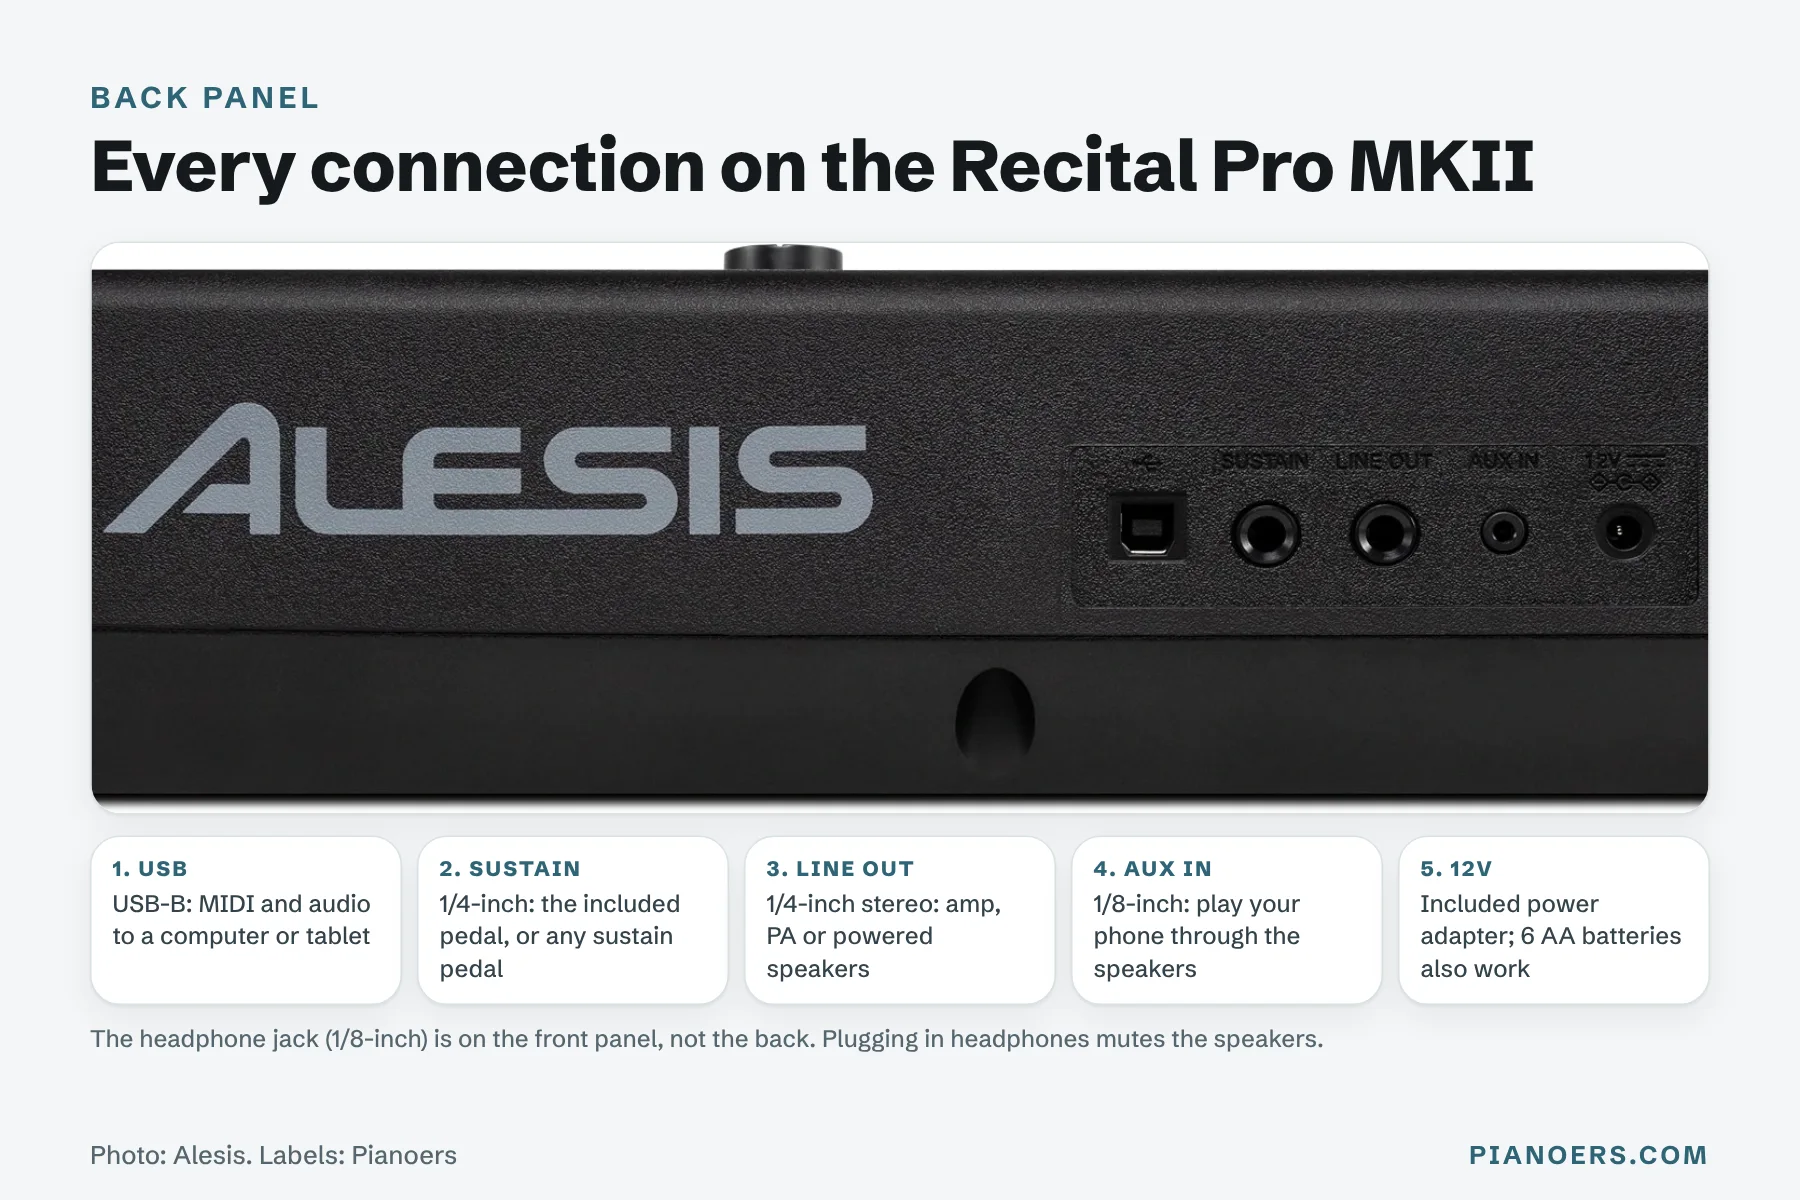 BACK PANEL
Every connection on the Recital Pro MKII
ALESIS
SUSTAIN LINE OUT AUX IN 12V
1. USB
USB-B: MIDI and audio
to a computer or tablet
2. SUSTAIN
1/4-inch: the included
pedal, or any sustain
pedal
3. LINE OUT
1/4-inch stereo: amp,
PA or powered
speakers
4. AUX IN
1/8-inch: play your
phone through the
speakers
5. 12V
Included power
adapter; 6 AA batteries
also work
The headphone jack (1/8-inch) is on the front panel, not the back. Plugging in headphones mutes the speakers.
Photo: Alesis. Labels: Pianoers
PIANOERS.COM